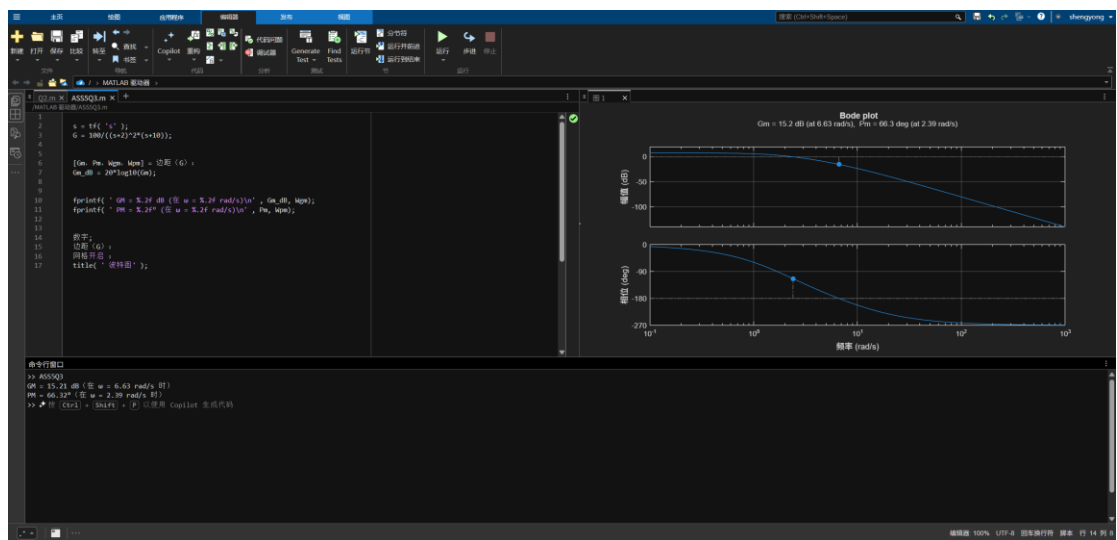 主页 绘图 应用程序 编辑器 发布 视图
搜索 (Ctrl+Shift+Space)
shengyong
新建 打开 保存 比较 转至 查找 书签 Copilot 重构 代码问题 调试器 Generate Test Find Tests 运行节 分节符 运行并前进 运行到结束 运行 步进 停止
文件 导航 代码 分析 测试 节 运行
/ › MATLAB 驱动器 ›
Q2.m × ASS5Q3.m × +
/MATLAB 驱动器/ASS5Q3.m
1
2 s = tf( 's' );
3 G = 100/((s+2)^2*(s+10));
4
5
6 [Gm, Pm, Wgm, Wpm] = 边距（G）;
7 Gm_dB = 20*log10(Gm);
8
9
10 fprintf( ' GM = %.2f dB (在 w = %.2f rad/s)\n' , Gm_dB, Wgm);
11 fprintf( ' PM = %.2f° (在 w = %.2f rad/s)\n' , Pm, Wpm);
12
13
14 数字;
15 边距（G）;
16 网格开启 ;
17 title( ' 波特图' );
图 1 ×
Bode plot
Gm = 15.2 dB (at 6.63 rad/s), Pm = 66.3 deg (at 2.39 rad/s)
幅值 (dB)
0
-50
-100
相位 (deg)
0
-90
-180
-270
10-1 100 101 102 103
频率 (rad/s)
命令行窗口
>> ASS5Q3
GM = 15.21 dB（在 w = 6.63 rad/s 时）
PM = 66.32°（在 w = 2.39 rad/s 时）
>> 按 Ctrl + Shift + P 以使用 Copilot 生成代码
编辑器: 100% UTF-8 回车换行符 脚本 行 14 列 8